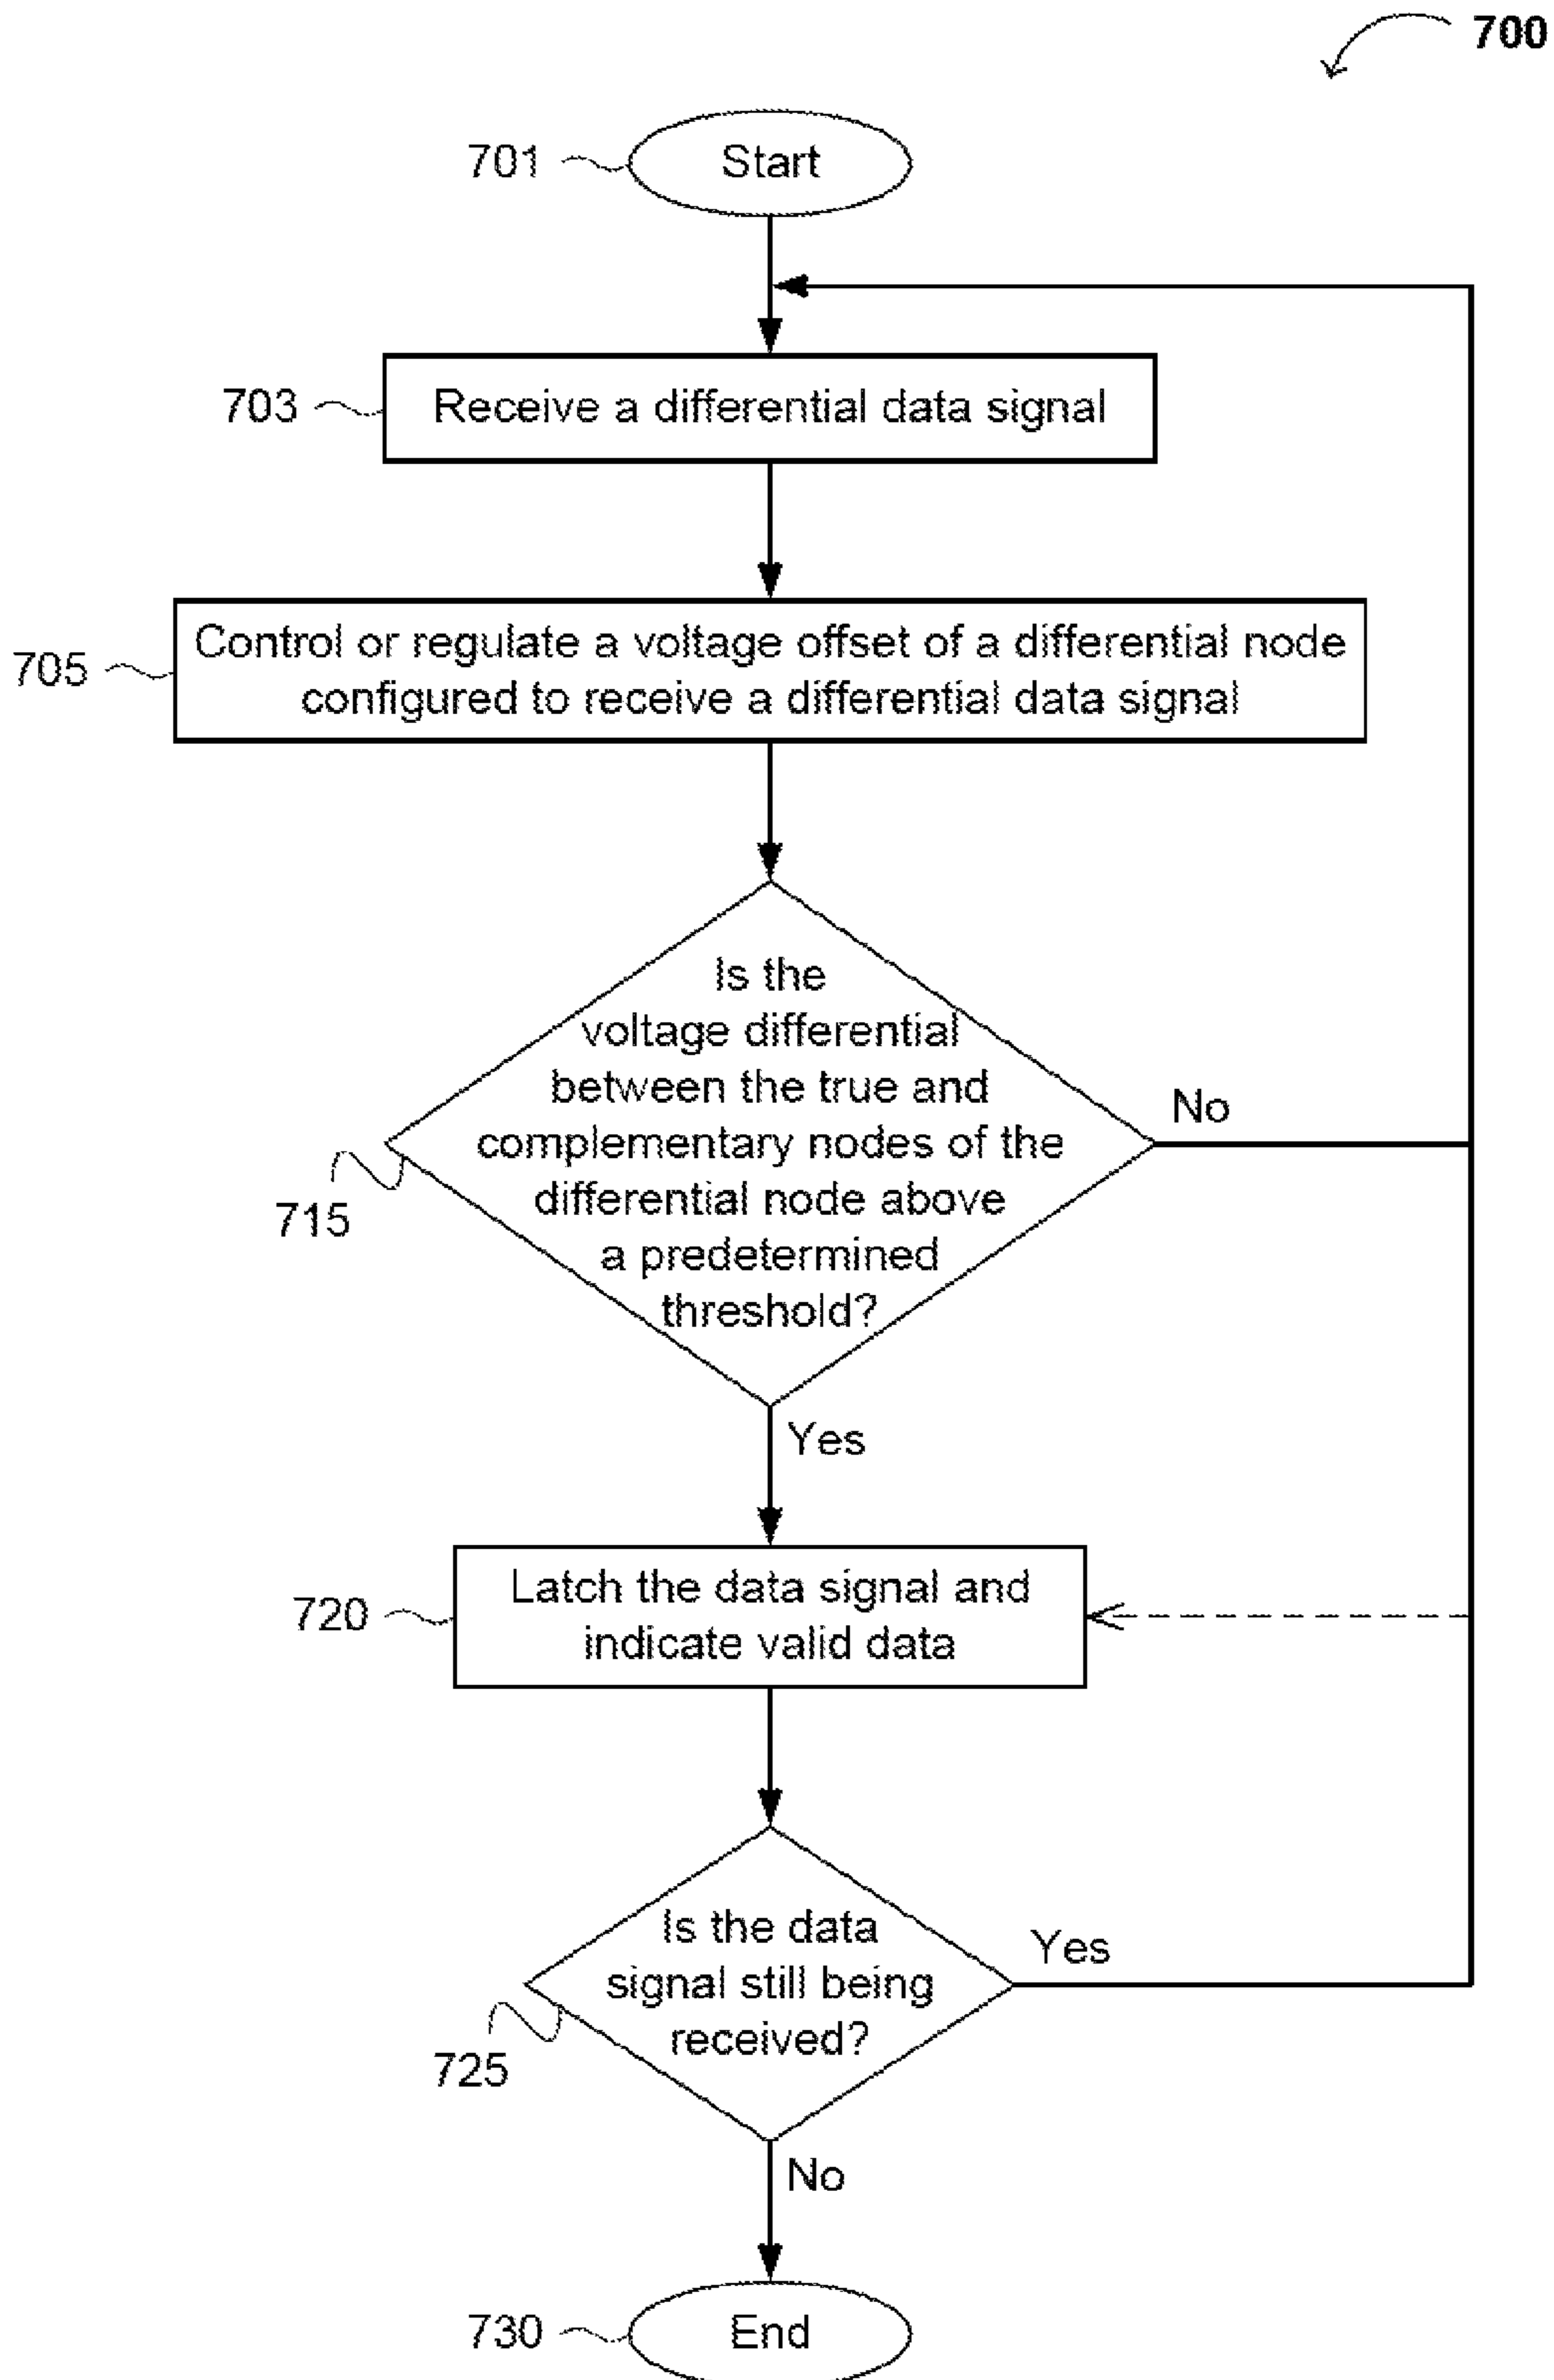 700
701
Start
703
Receive a differential data signal
705
Control or regulate a voltage offset of a differential node
configured to receive a differential data signal
Is the
voltage differential
between the true and
complementary nodes of the
differential node above
a predetermined
threshold?
No
715
Yes
720
Latch the data signal and
indicate valid data
Is the data
signal still being
received?
Yes
725
No
730
End